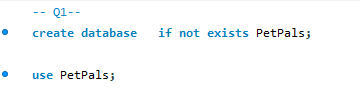 -- Q1--
create database   if not exists PetPals;
use PetPals;